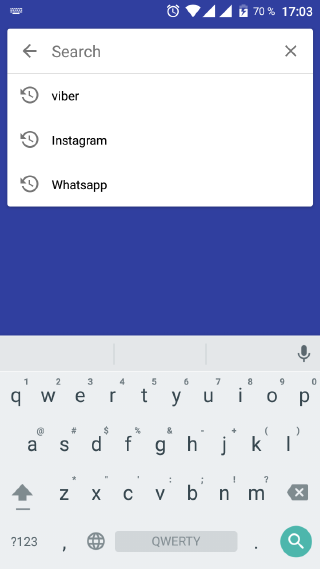 70 % 17:03
Search
viber
Instagram
Whatsapp
1 2 3 4 5 6 7 8 9 0
q w e r t y u i o p
@ # $ % & - + ( )
a s d f g h j k l
* " ' : ; ! ?
z x c v b n m
?123 , QWERTY .